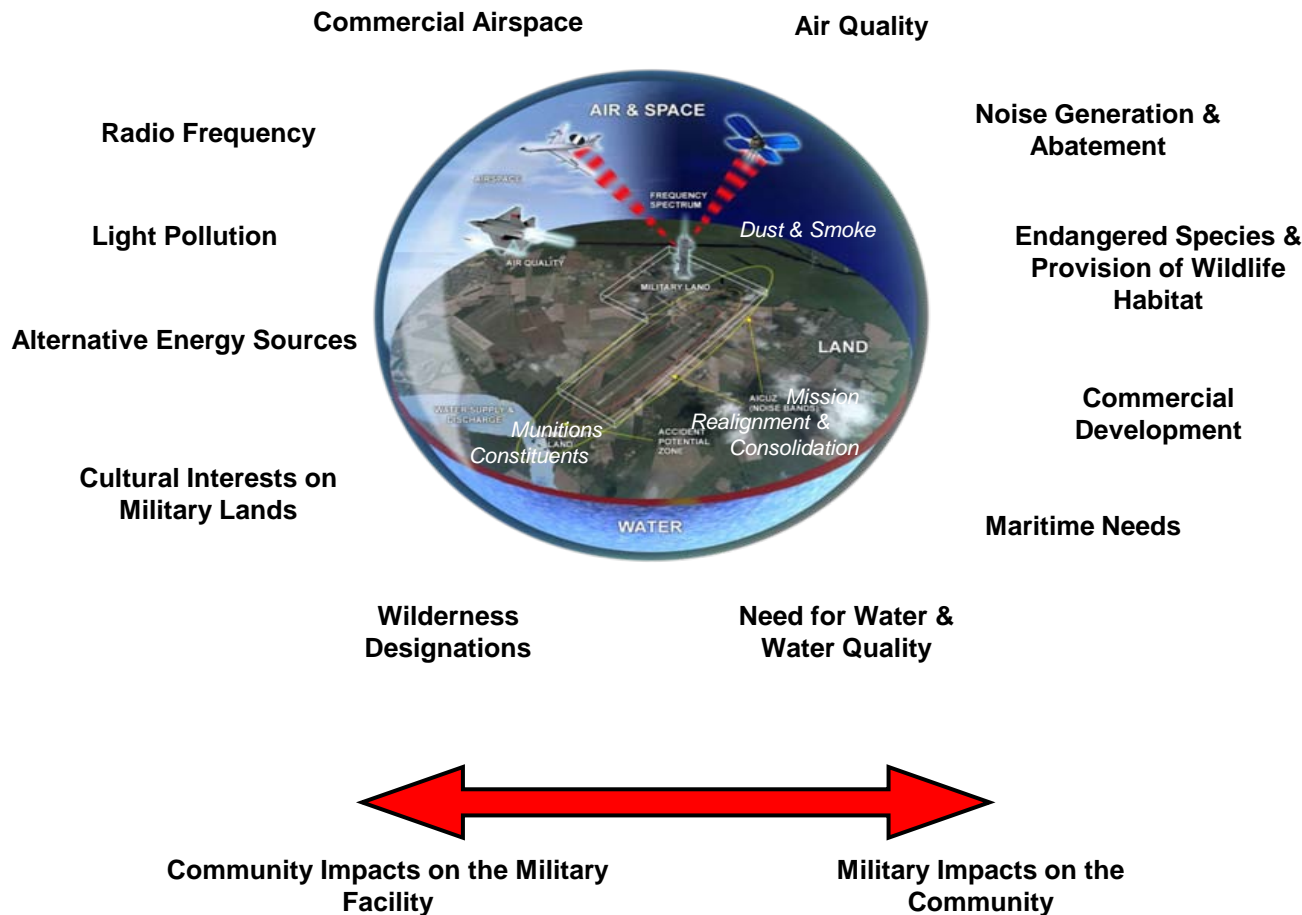 Commercial Airspace
Air Quality
Radio Frequency
Noise Generation &
Abatement
Light Pollution
Endangered Species &
Provision of Wildlife
Habitat
Alternative Energy Sources
Commercial
Development
Cultural Interests on
Military Lands
Maritime Needs
Wilderness
Designations
Need for Water &
Water Quality
AIR & SPACE
AIRSPACE
FREQUENCY
SPECTRUM
Dust & Smoke
AIR QUALITY
MILITARY LAND
LAND
WATER SUPPLY &
DISCHARGE
AICUZ
(NOISE BANDS)
Mission
Realignment &
Consolidation
Munitions
Constituents
LAND
ACCIDENT
POTENTIAL
ZONE
WATER
Community Impacts on the Military
Facility
Military Impacts on the
Community